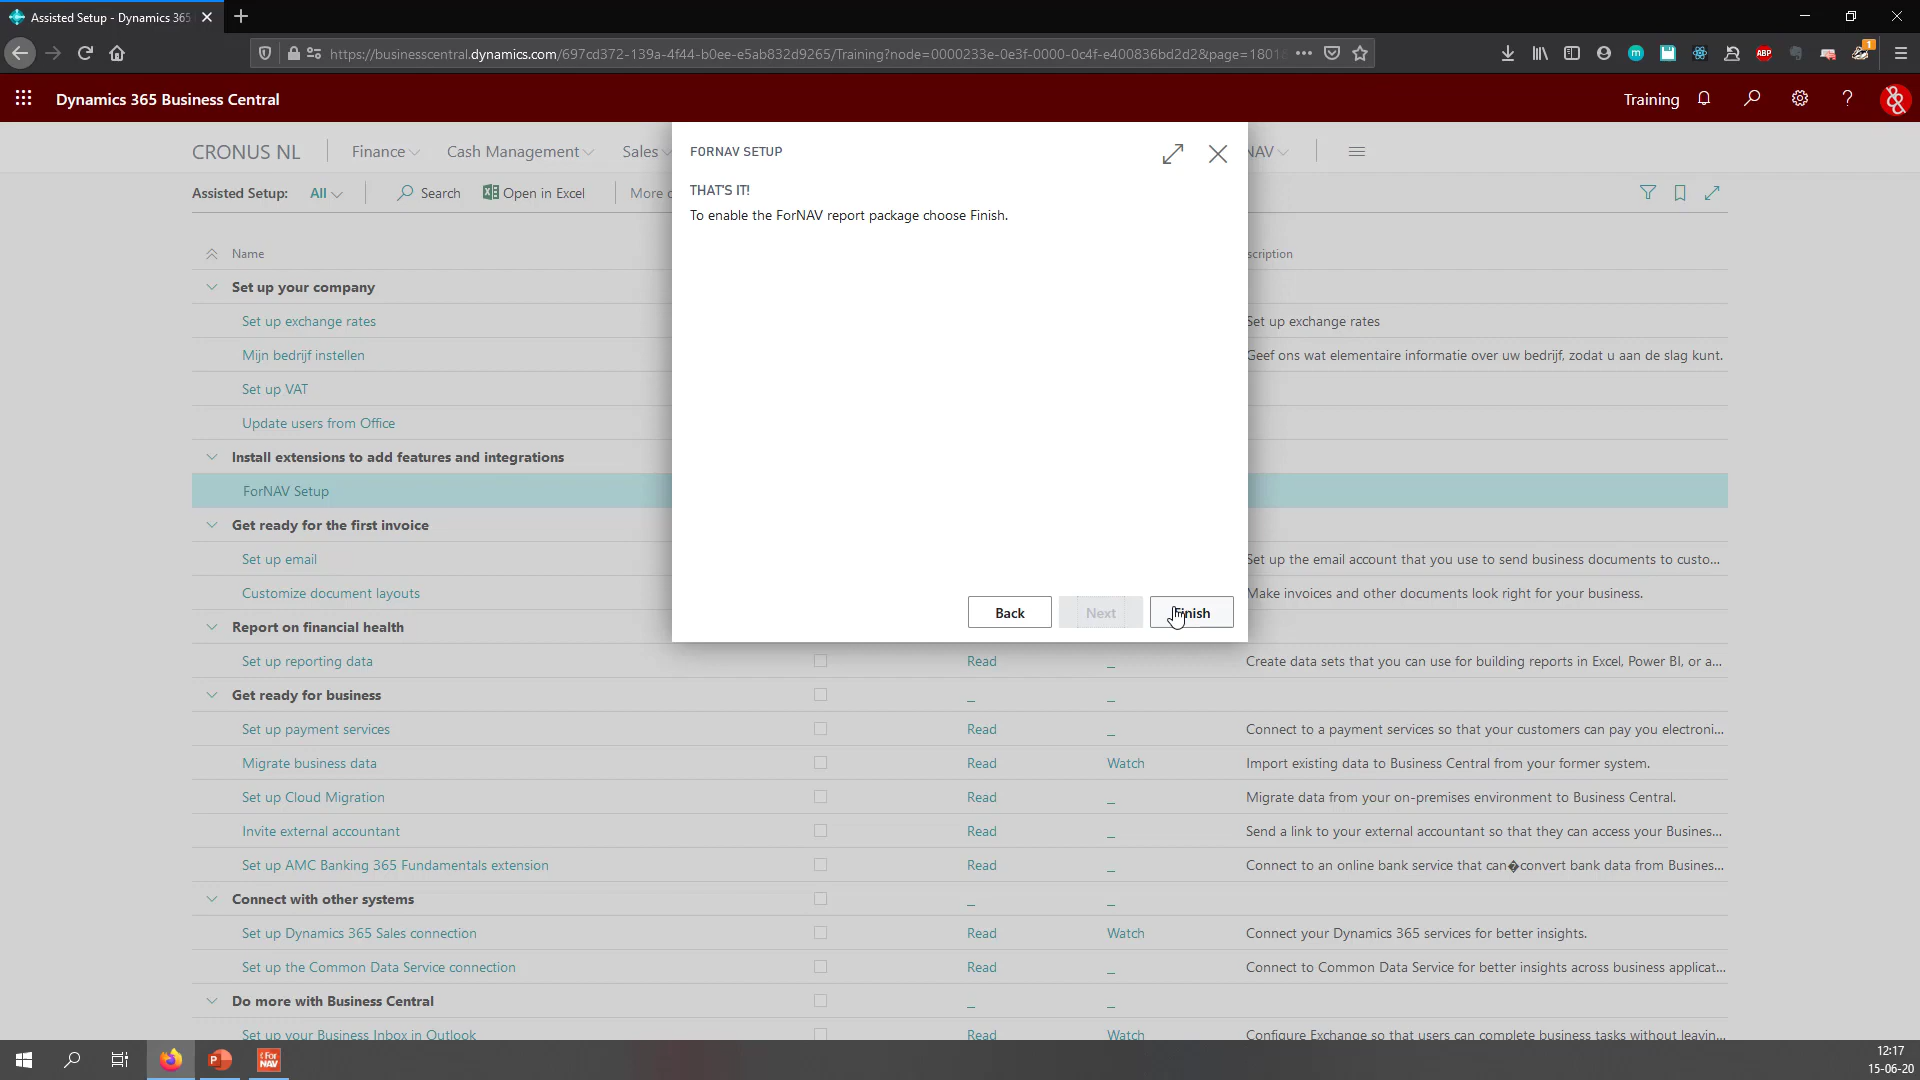 Assisted Setup - Dynamics 365
https://businesscentral.dynamics.com/697cd372-139a-4f44-b0ee-e5ab832d9265/Training?node=0000233e-0e3f-0000-0c4f-e400836bd2d2&page=1801
Dynamics 365 Business Central
Training
CRONUS NL
Finance
Cash Management
Sales
NAV
Assisted Setup:
All
Search
Open in Excel
More
FORNAV SETUP
THAT'S IT!
To enable the ForNAV report package choose Finish.
Back
Next
Finish
Name
scription
Set up your company
Set up exchange rates
Set up exchange rates
Mijn bedrijf instellen
Geef ons wat elementaire informatie over uw bedrijf, zodat u aan de slag kunt.
Set up VAT
Update users from Office
Install extensions to add features and integrations
ForNAV Setup
Get ready for the first invoice
Set up email
Set up the email account that you use to send business documents to custo...
Customize document layouts
Make invoices and other documents look right for your business.
Report on financial health
Set up reporting data
Read
_
Create data sets that you can use for building reports in Excel, Power BI, or a...
Get ready for business
_
_
Set up payment services
Read
_
Connect to a payment services so that your customers can pay you electroni...
Migrate business data
Read
Watch
Import existing data to Business Central from your former system.
Set up Cloud Migration
Read
_
Migrate data from your on-premises environment to Business Central.
Invite external accountant
Read
_
Send a link to your external accountant so that they can access your Busines...
Set up AMC Banking 365 Fundamentals extension
Read
_
Connect to an online bank service that can�convert bank data from Busines...
Connect with other systems
_
_
Set up Dynamics 365 Sales connection
Read
Watch
Connect your Dynamics 365 services for better insights.
Set up the Common Data Service connection
Read
_
Connect to Common Data Service for better insights across business applicat...
Do more with Business Central
_
_
Set up your Business Inbox in Outlook
Read
Watch
Configure Exchange so that users can complete business tasks without leavin...
ABP
1
For
NAV
12:17
15-06-20